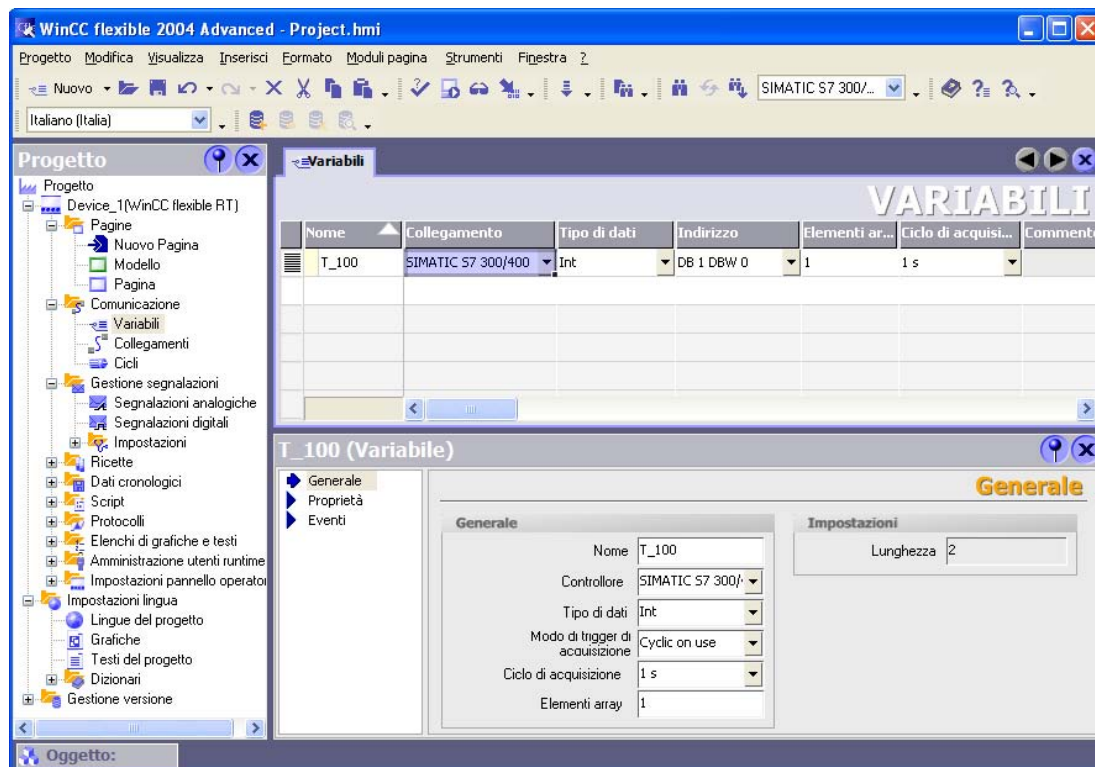 WinCC flexible 2004 Advanced - Project.hmi
Progetto Modifica Visualizza Inserisci Formato Moduli pagina Strumenti Finestra ?
Nuovo SIMATIC S7 300/...
Italiano (Italia)
Progetto
Progetto
Device_1(WinCC flexible RT)
Pagine
Nuovo Pagina
Modello
Pagina
Comunicazione
Variabili
Collegamenti
Cicli
Gestione segnalazioni
Segnalazioni analogiche
Segnalazioni digitali
Impostazioni
Ricette
Dati cronologici
Script
Protocolli
Elenchi di grafiche e testi
Amministrazione utenti runtime
Impostazioni pannello operator
Impostazioni lingua
Lingue del progetto
Grafiche
Testi del progetto
Dizionari
Gestione versione
Variabili
VARIABILI
Nome Collegamento Tipo di dati Indirizzo Elementi ar... Ciclo di acquisi... Commento
T_100 SIMATIC S7 300/400 Int DB 1 DBW 0 1 1 s
T_100 (Variabile)
Generale
Proprietà
Eventi
Generale
Generale
Nome T_100
Controllore SIMATIC S7 300/
Tipo di dati Int
Modo di trigger di
acquisizione Cyclic on use
Ciclo di acquisizione 1 s
Elementi array 1
Impostazioni
Lunghezza 2
Oggetto: